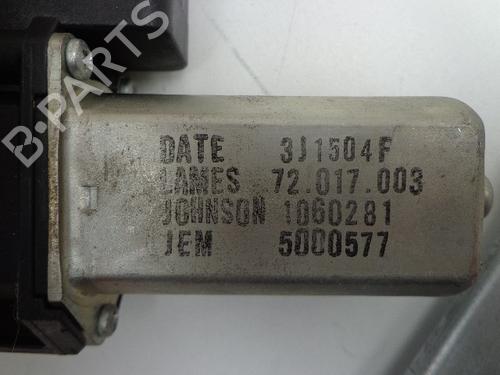 B-PARTS
DATE 3J1504F
LAMES 72.017.003
JOHNSON 1060281
JEM 5000577